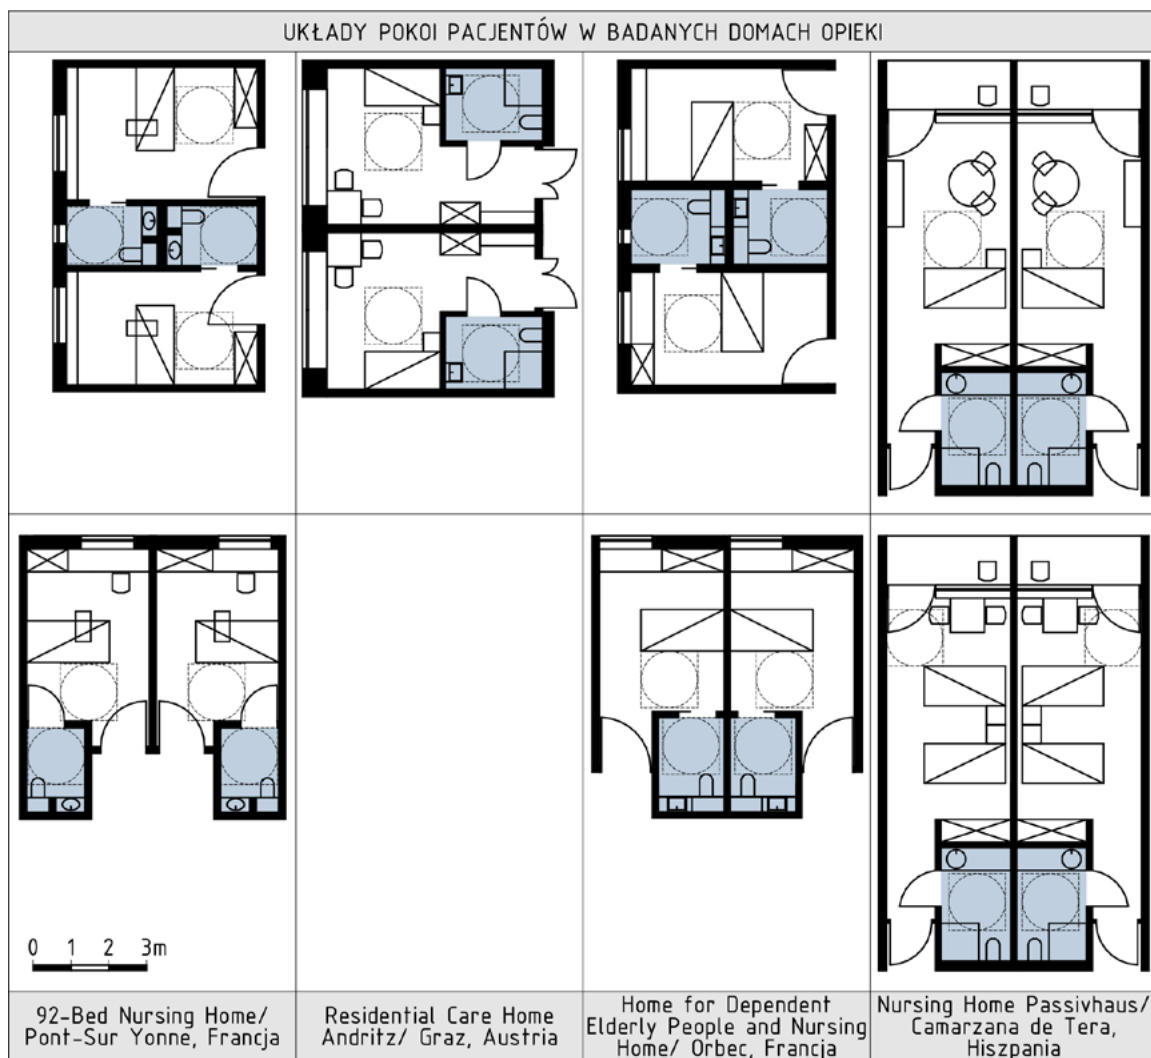 UKŁADY POKOI PACJENTÓW W BADANYCH DOMACH OPIEKI
0 1 2 3m
92-Bed Nursing Home/
Pont-Sur Yonne, Francja
Residential Care Home
Andritz/ Graz, Austria
Home for Dependent
Elderly People and Nursing
Home/ Orbec, Francja
Nursing Home Passivhaus/
Camarzana de Tera,
Hiszpania